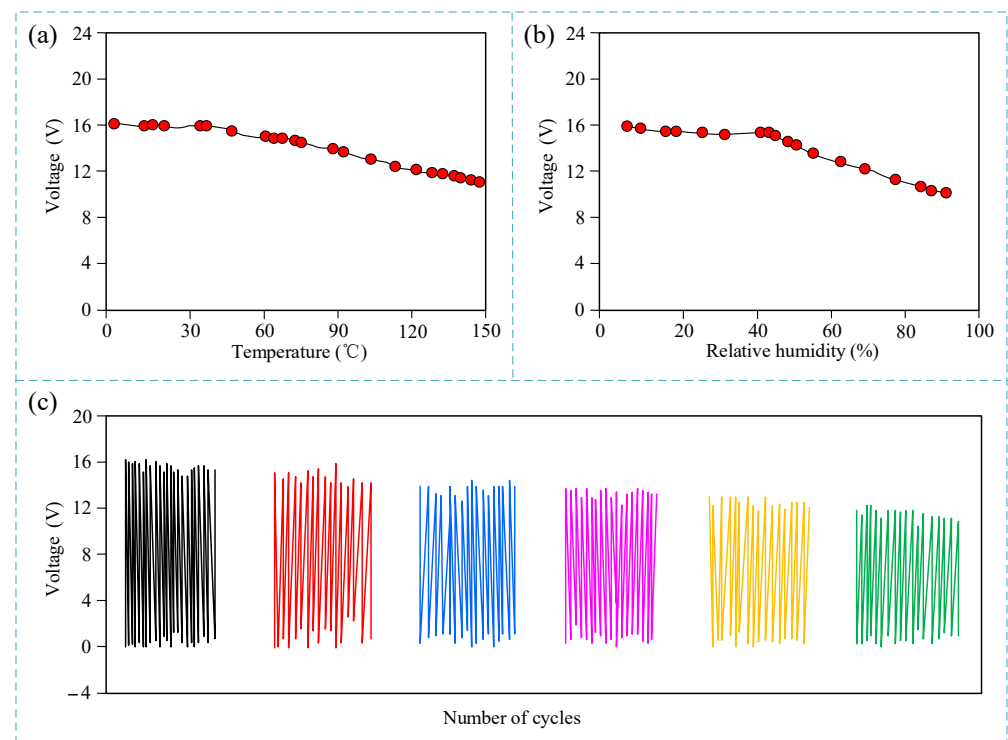 (a)
24
20
16
12
8
4
0
Voltage (V)
0 30 60 90 120 150
Temperature (℃)
(b)
24
20
16
12
8
4
0
Voltage (V)
0 20 40 60 80 100
Relative humidity (%)
(c)
20
16
12
8
4
0
−4
Voltage (V)
Number of cycles